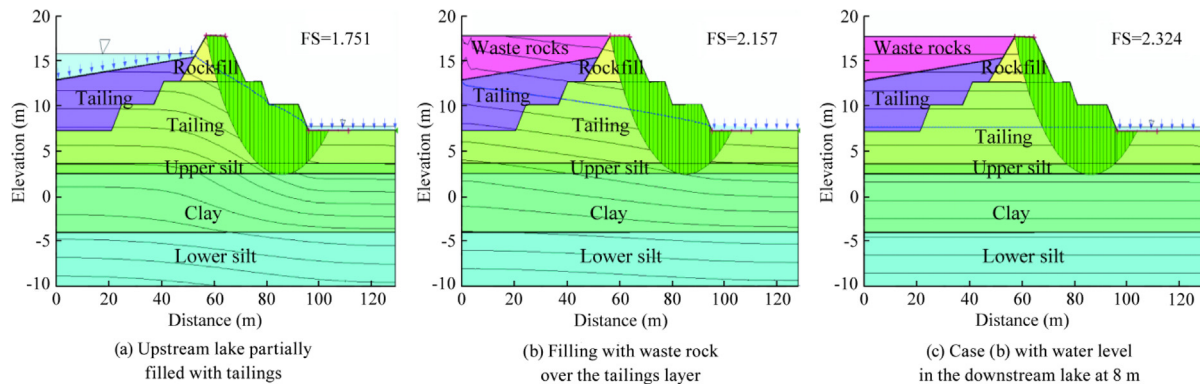 20
15
10
5
0
-5
-10
Elevation (m)
FS=1.751
Rockfill
Tailing
Tailing
Upper silt
Clay
Lower silt
0 20 40 60 80 100 120
Distance (m)
(a) Upstream lake partially
filled with tailings
20
15
10
5
0
-5
-10
Elevation (m)
FS=2.157
Waste rocks
Rockfill
Tailing
Tailing
Upper silt
Clay
Lower silt
0 20 40 60 80 100 120
Distance (m)
(b) Filling with waste rock
over the tailings layer
20
15
10
5
0
-5
-10
Elevation (m)
FS=2.324
Waste rocks
Rockfill
Tailing
Tailing
Upper silt
Clay
Lower silt
0 20 40 60 80 100 120
Distance (m)
(c) Case (b) with water level
in the downstream lake at 8 m